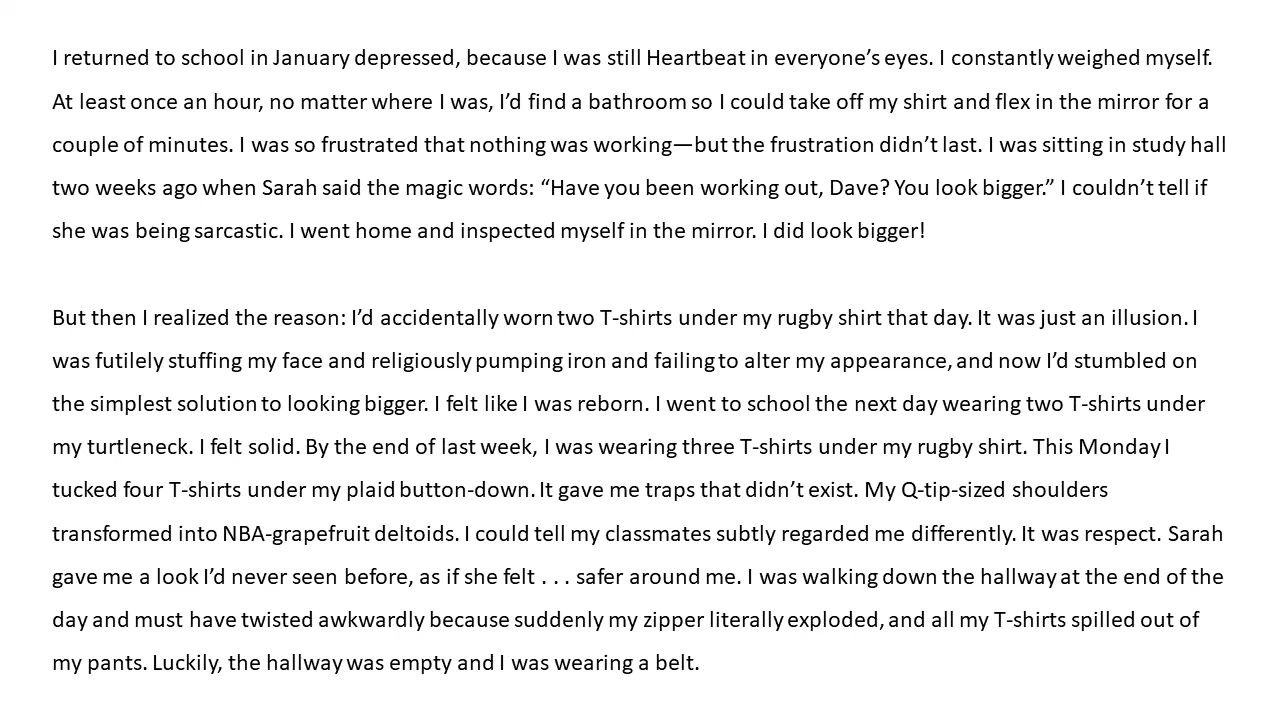 I returned to school in January depressed, because I was still Heartbeat in everyone’s eyes. I constantly weighed myself.
At least once an hour, no matter where I was, I’d find a bathroom so I could take off my shirt and flex in the mirror for a
couple of minutes. I was so frustrated that nothing was working—but the frustration didn’t last. I was sitting in study hall
two weeks ago when Sarah said the magic words: “Have you been working out, Dave? You look bigger.” I couldn’t tell if
she was being sarcastic. I went home and inspected myself in the mirror. I did look bigger!
But then I realized the reason: I’d accidentally worn two T-shirts under my rugby shirt that day. It was just an illusion. I
was futilely stuffing my face and religiously pumping iron and failing to alter my appearance, and now I’d stumbled on
the simplest solution to looking bigger. I felt like I was reborn. I went to school the next day wearing two T-shirts under
my turtleneck. I felt solid. By the end of last week, I was wearing three T-shirts under my rugby shirt. This Monday I
tucked four T-shirts under my plaid button-down. It gave me traps that didn’t exist. My Q-tip-sized shoulders
transformed into NBA-grapefruit deltoids. I could tell my classmates subtly regarded me differently. It was respect. Sarah
gave me a look I’d never seen before, as if she felt . . . safer around me. I was walking down the hallway at the end of the
day and must have twisted awkwardly because suddenly my zipper literally exploded, and all my T-shirts spilled out of
my pants. Luckily, the hallway was empty and I was wearing a belt.